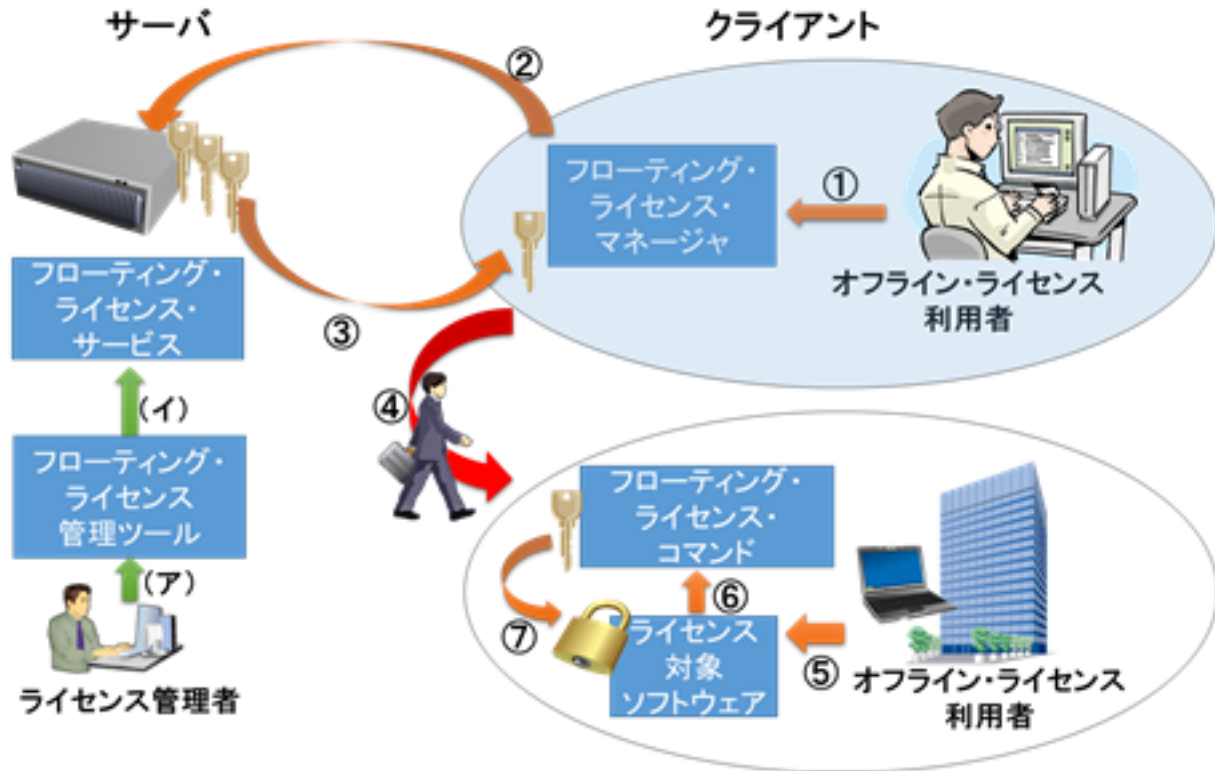 サーバ
クライアント
②
フローティング・
ライセンス・
マネージャ
①
オフライン・ライセンス
利用者
フローティング・
ライセンス・
サービス
③
④
(イ)
フローティング・
ライセンス
管理ツール
(ア)
ライセンス管理者
フローティング・
ライセンス・
コマンド
⑥
⑦
ライセンス
対象
ソフトウェア
⑤
オフライン・ライセンス
利用者